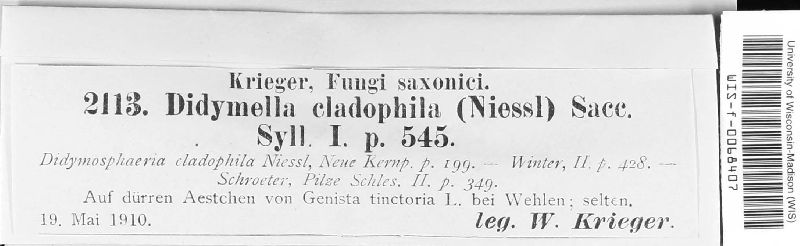 Krieger, Fungi saxonici.
2113. Didymella cladophila (Niessl) Sacc.
Syll. I. p. 545.
Didymosphaeria cladophila Niessl, Neue Kernp. p. 199. — Winter, II. p. 428. —
Schroeter, Pilze Schles. II. p. 349.
Auf dürren Aestchen von Genista tinctoria L. bei Wehlen; selten.
19. Mai 1910. leg. W. Krieger.
WIS-f-0068407
University of Wisconsin-Madison (WIS)